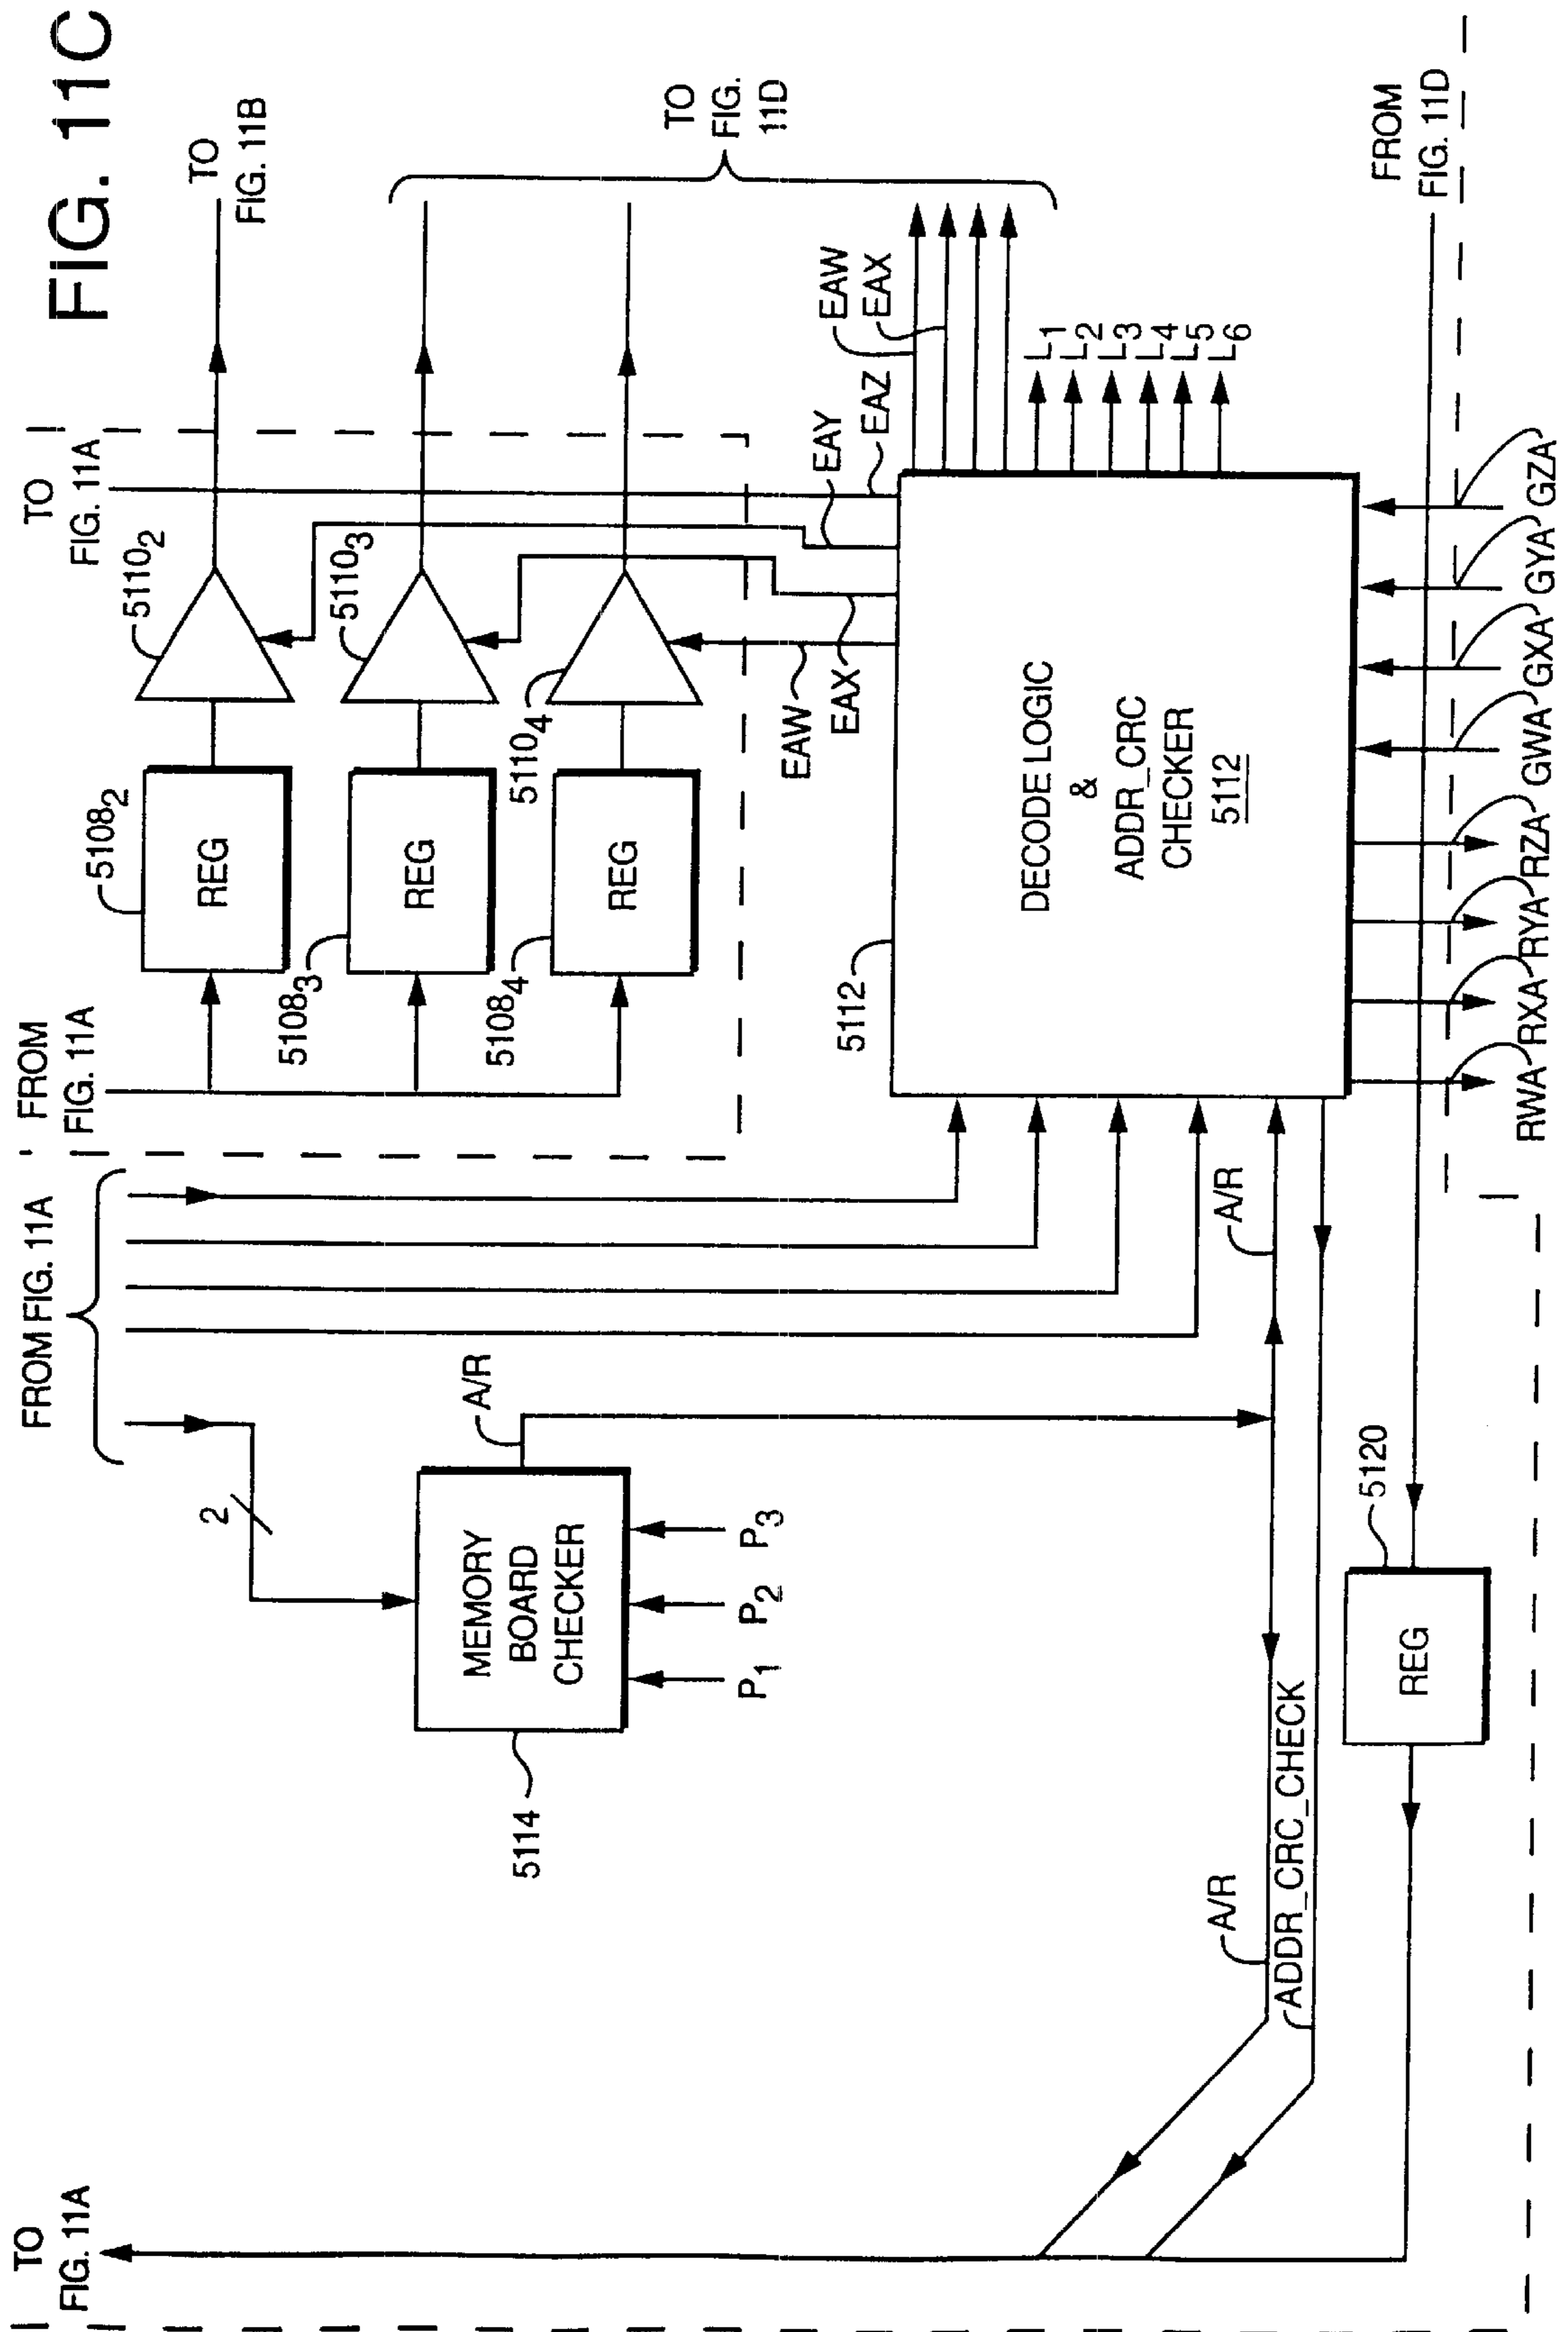 FIG. 11C
TO
FIG. 11A
FROM FIG. 11A
FROM
FIG. 11A
TO
FIG. 11A
TO
FIG. 11B
5108₂
REG
5110₂
5108₃
REG
5110₃
5108₄
REG
5110₄
TO
FIG.
11D
2
A/R
MEMORY
BOARD
CHECKER
5114
P₁
P₂
P₃
EAW
EAX
EAY
EAZ
EAW
EAX
5112
DECODE LOGIC
&
ADDR_CRC
CHECKER
5112
L₁
L₂
L₃
L₄
L₅
L₆
A/R
A/R
ADDR_CRC_CHECK
5120
REG
FROM
FIG. 11D
RWA
RXA
RYA
RZA
GWA
GXA
GYA
GZA